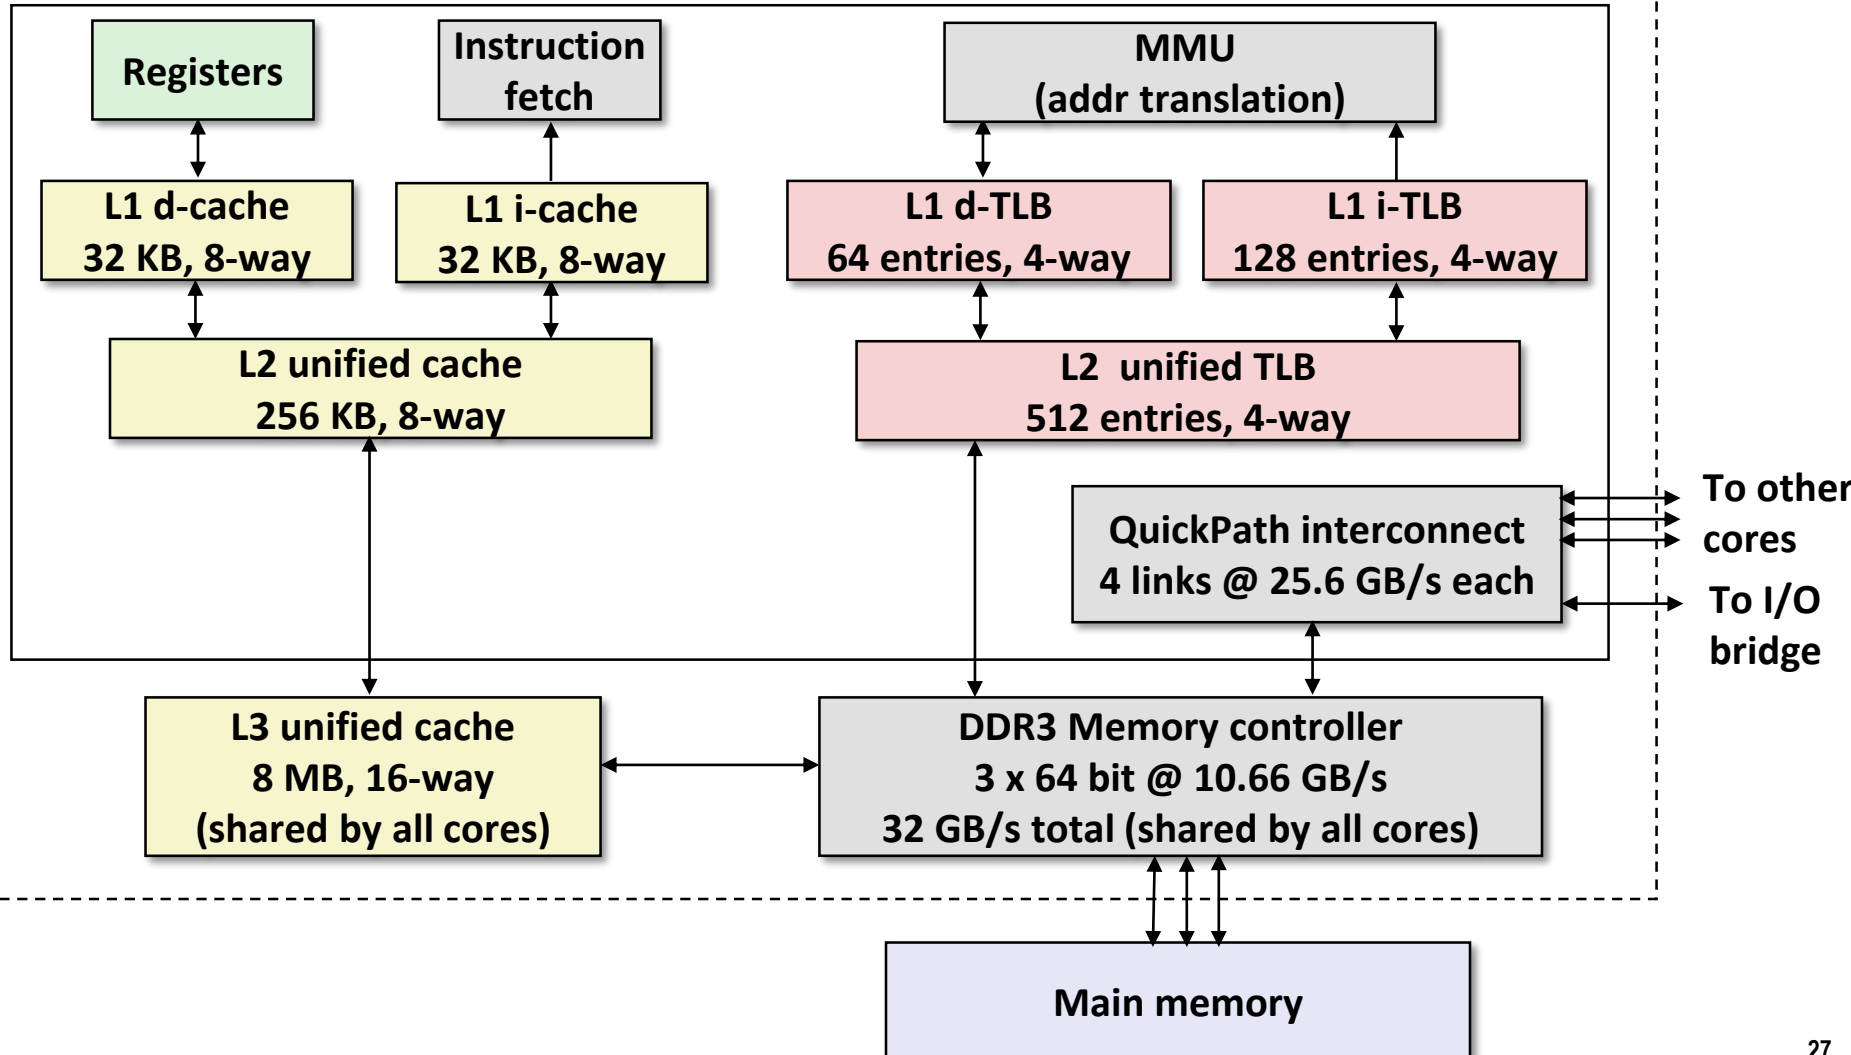 Registers
Instruction
fetch
MMU
(addr translation)
L1 d-cache
32 KB, 8-way
L1 i-cache
32 KB, 8-way
L1 d-TLB
64 entries, 4-way
L1 i-TLB
128 entries, 4-way
L2 unified cache
256 KB, 8-way
L2  unified TLB
512 entries, 4-way
QuickPath interconnect
4 links @ 25.6 GB/s each
To other
cores
To I/O
bridge
L3 unified cache
8 MB, 16-way
(shared by all cores)
DDR3 Memory controller
3 x 64 bit @ 10.66 GB/s
32 GB/s total (shared by all cores)
Main memory
27